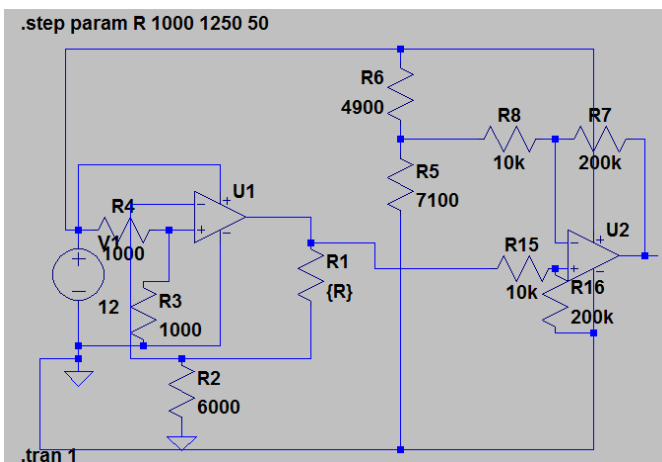 .step param R 1000 1250 50
R6
4900
R8
10k
R7
200k
R5
7100
U1
R4
1000
V1
12
R3
1000
R1
{R}
R2
6000
R15
10k
U2
R16
200k
.tran 1